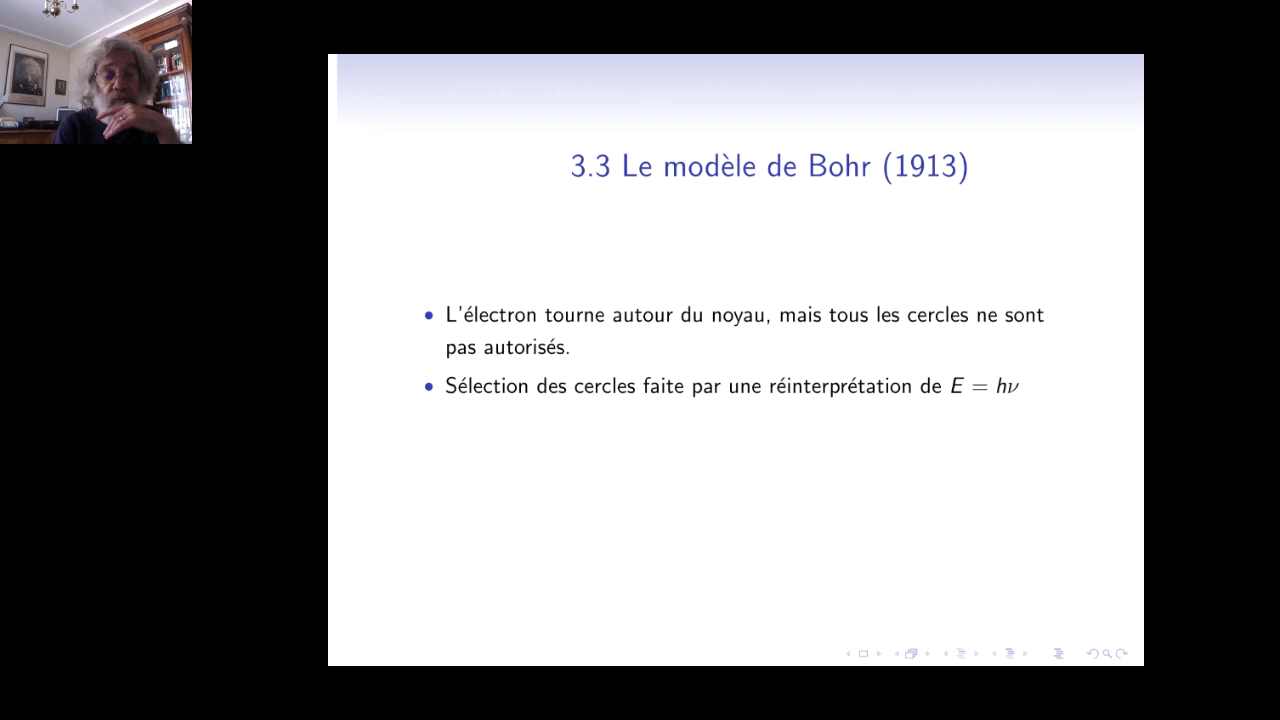 3.3 Le modèle de Bohr (1913)
• L'électron tourne autour du noyau, mais tous les cercles ne sont
pas autorisés.
• Sélection des cercles faite par une réinterprétation de E = hν